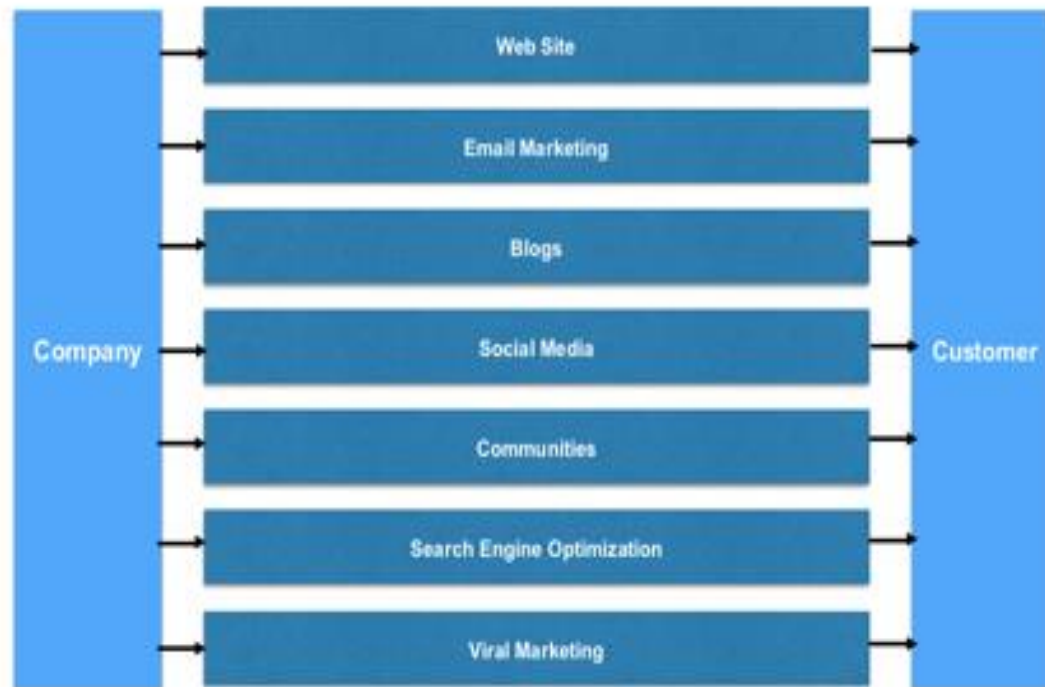 Web Site
Email Marketing
Blogs
Company
Social Media
Customer
Communities
Search Engine Optimization
Viral Marketing